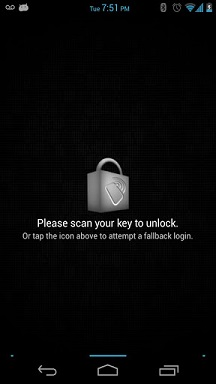 Tue 7:51 PM
Please scan your key to unlock.
Or tap the icon above to attempt a fallback login.